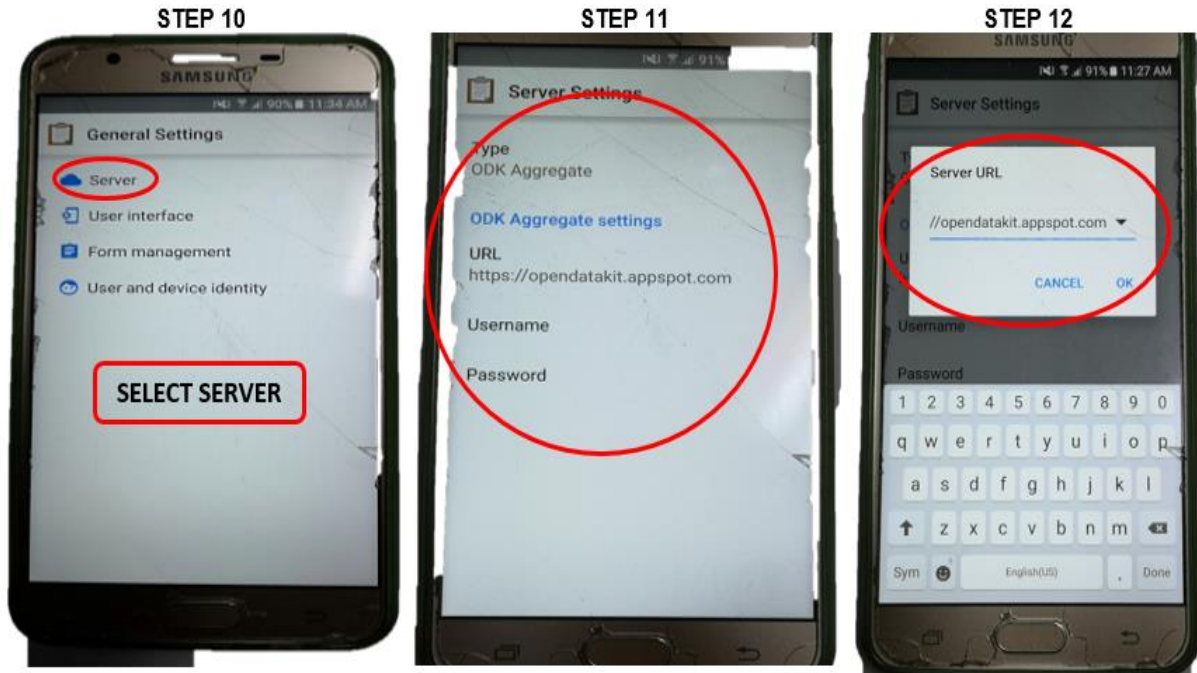 STEP 10
SAMSUNG
90% 11:34 AM
General Settings
Server
User interface
Form management
User and device identity
SELECT SERVER
STEP 11
91%
Server Settings
Type
ODK Aggregate
ODK Aggregate settings
URL
https://opendatakit.appspot.com
Username
Password
STEP 12
SAMSUNG
91% 11:27 AM
Server Settings
Server URL
//opendatakit.appspot.com
CANCEL OK
Username
Password
1 2 3 4 5 6 7 8 9 0
q w e r t y u i o p
a s d f g h j k l
z x c v b n m
Sym English(US) . Done